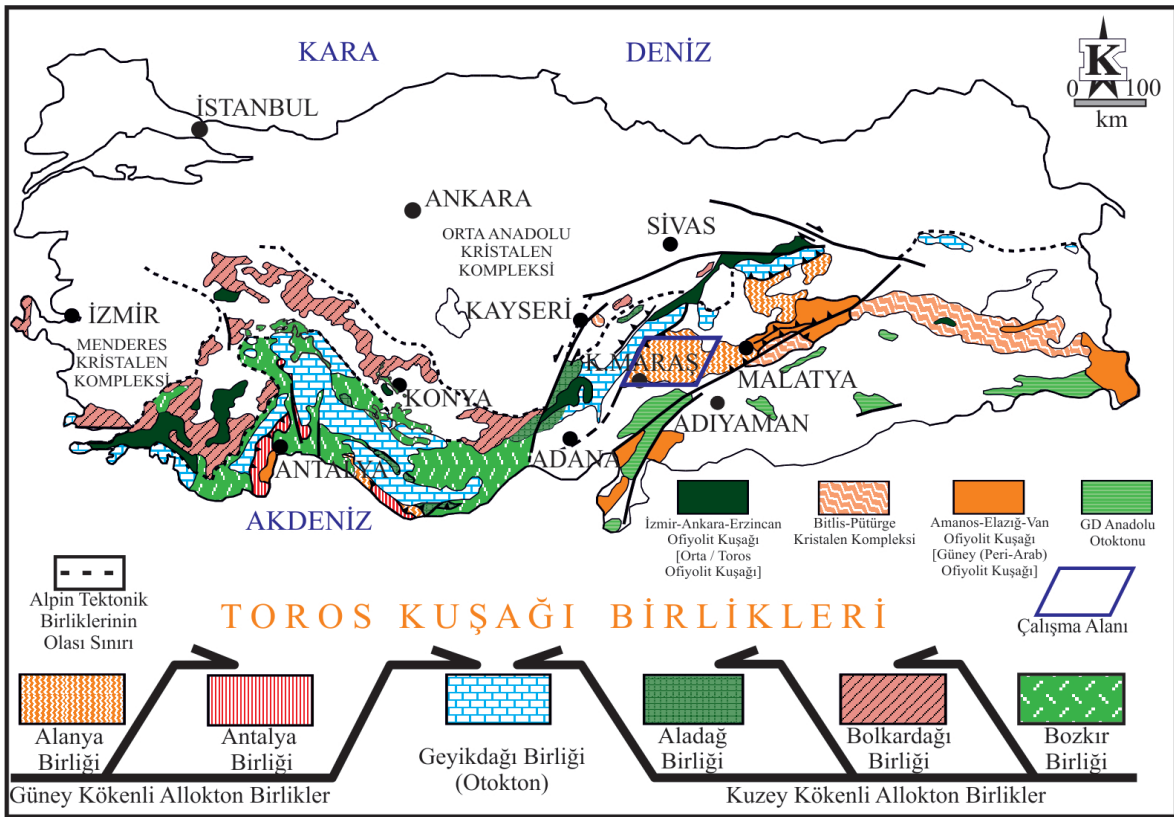 KARA
DENİZ
K
0 100
km
İSTANBUL
ANKARA
ORTA ANADOLU
KRİSTALEN
KOMPLEKSİ
SİVAS
KAYSERİ
İZMİR
MENDERES
KRİSTALEN
KOMPLEKSİ
K.MARAŞ
MALATYA
KONYA
ADIYAMAN
ADANA
ANTALYA
AKDENİZ
İzmir-Ankara-Erzincan
Ofiyolit Kuşağı
[Orta / Toros
Ofiyolit Kuşağı]
Bitlis-Pütürge
Kristalen Kompleksi
Amanos-Elazığ-Van
Ofiyolit Kuşağı
[Güney (Peri-Arab)
Ofiyolit Kuşağı]
GD Anadolu
Otoktonu
Alpin Tektonik
Birliklerinin
Olası Sınırı
Çalışma Alanı
TOROS KUŞAĞI BİRLİKLERİ
Alanya
Birliği
Antalya
Birliği
Geyikdağı Birliği
(Otokton)
Aladağ
Birliği
Bolkardağı
Birliği
Bozkır
Birliği
Güney Kökenli Allokton Birlikler
Kuzey Kökenli Allokton Birlikler